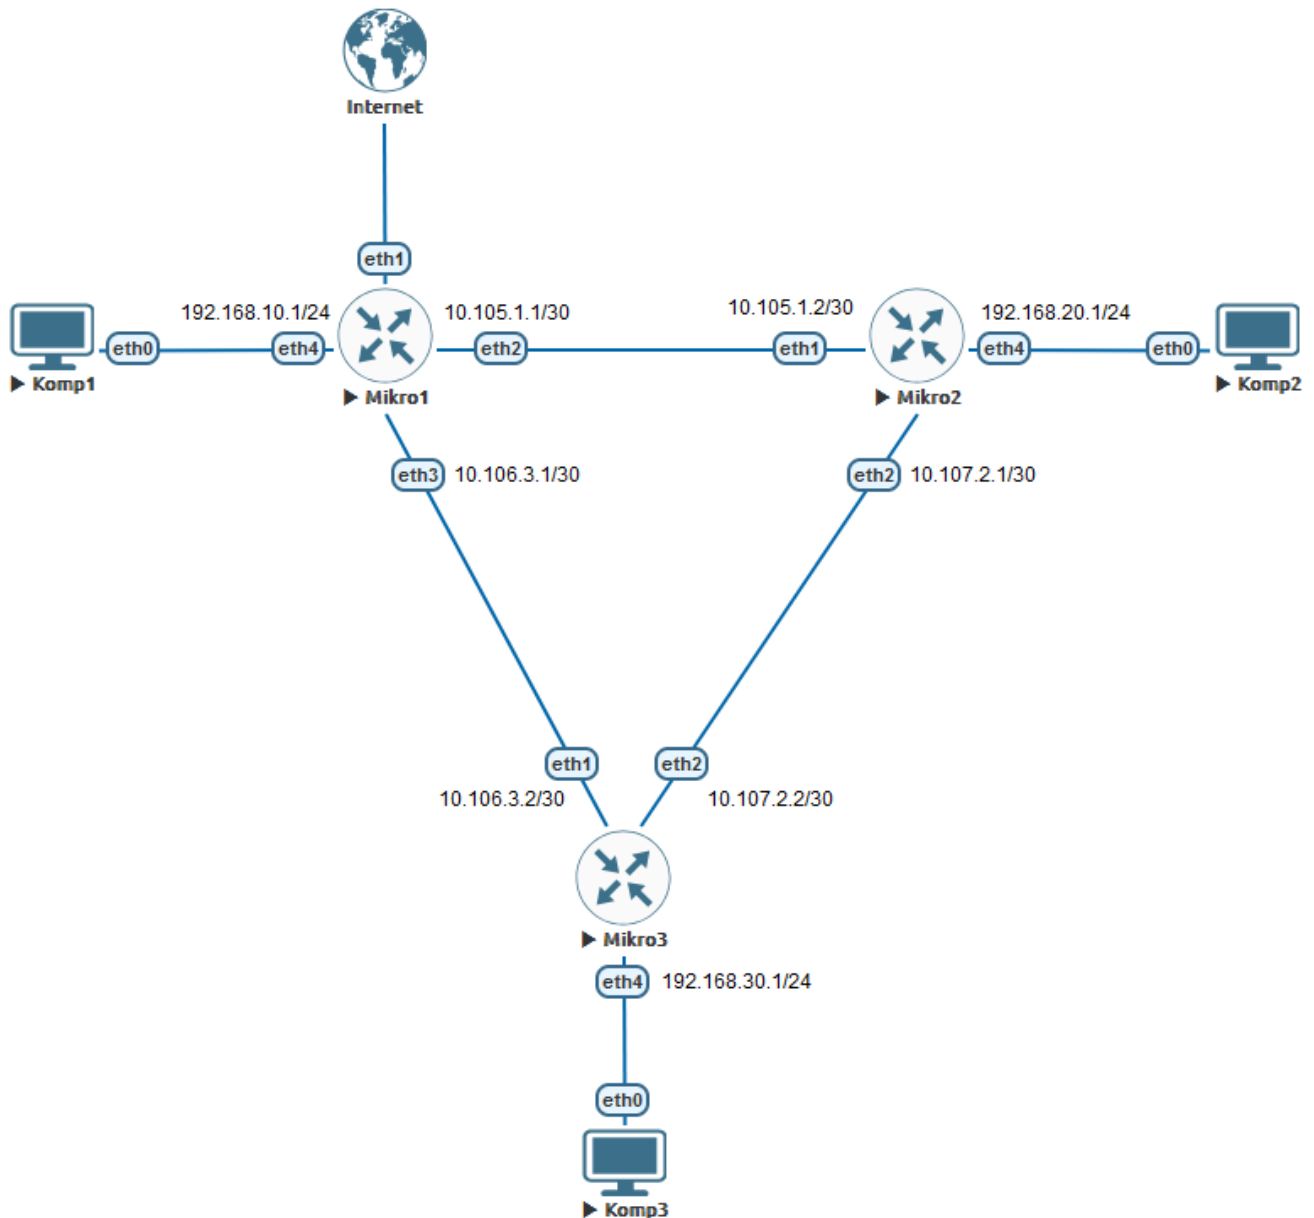 Internet
eth1
192.168.10.1/24
10.105.1.1/30
10.105.1.2/30
192.168.20.1/24
eth0
eth4
eth2
eth1
eth4
eth0
▶ Komp1
▶ Mikro1
▶ Mikro2
▶ Komp2
eth3
10.106.3.1/30
eth2
10.107.2.1/30
eth1
eth2
10.106.3.2/30
10.107.2.2/30
▶ Mikro3
eth4
192.168.30.1/24
eth0
▶ Komp3